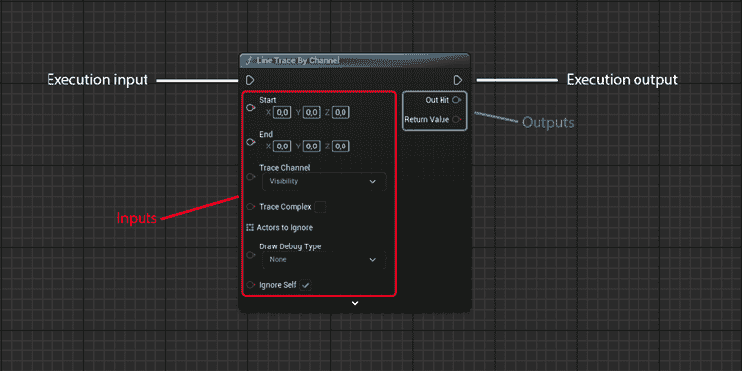 Line Trace By Channel
Execution input
Execution output
Start
X 0,0 Y 0,0 Z 0,0
End
X 0,0 Y 0,0 Z 0,0
Trace Channel
Visibility
Trace Complex
Actors to Ignore
Draw Debug Type
None
Ignore Self
Out Hit
Return Value
Outputs
Inputs